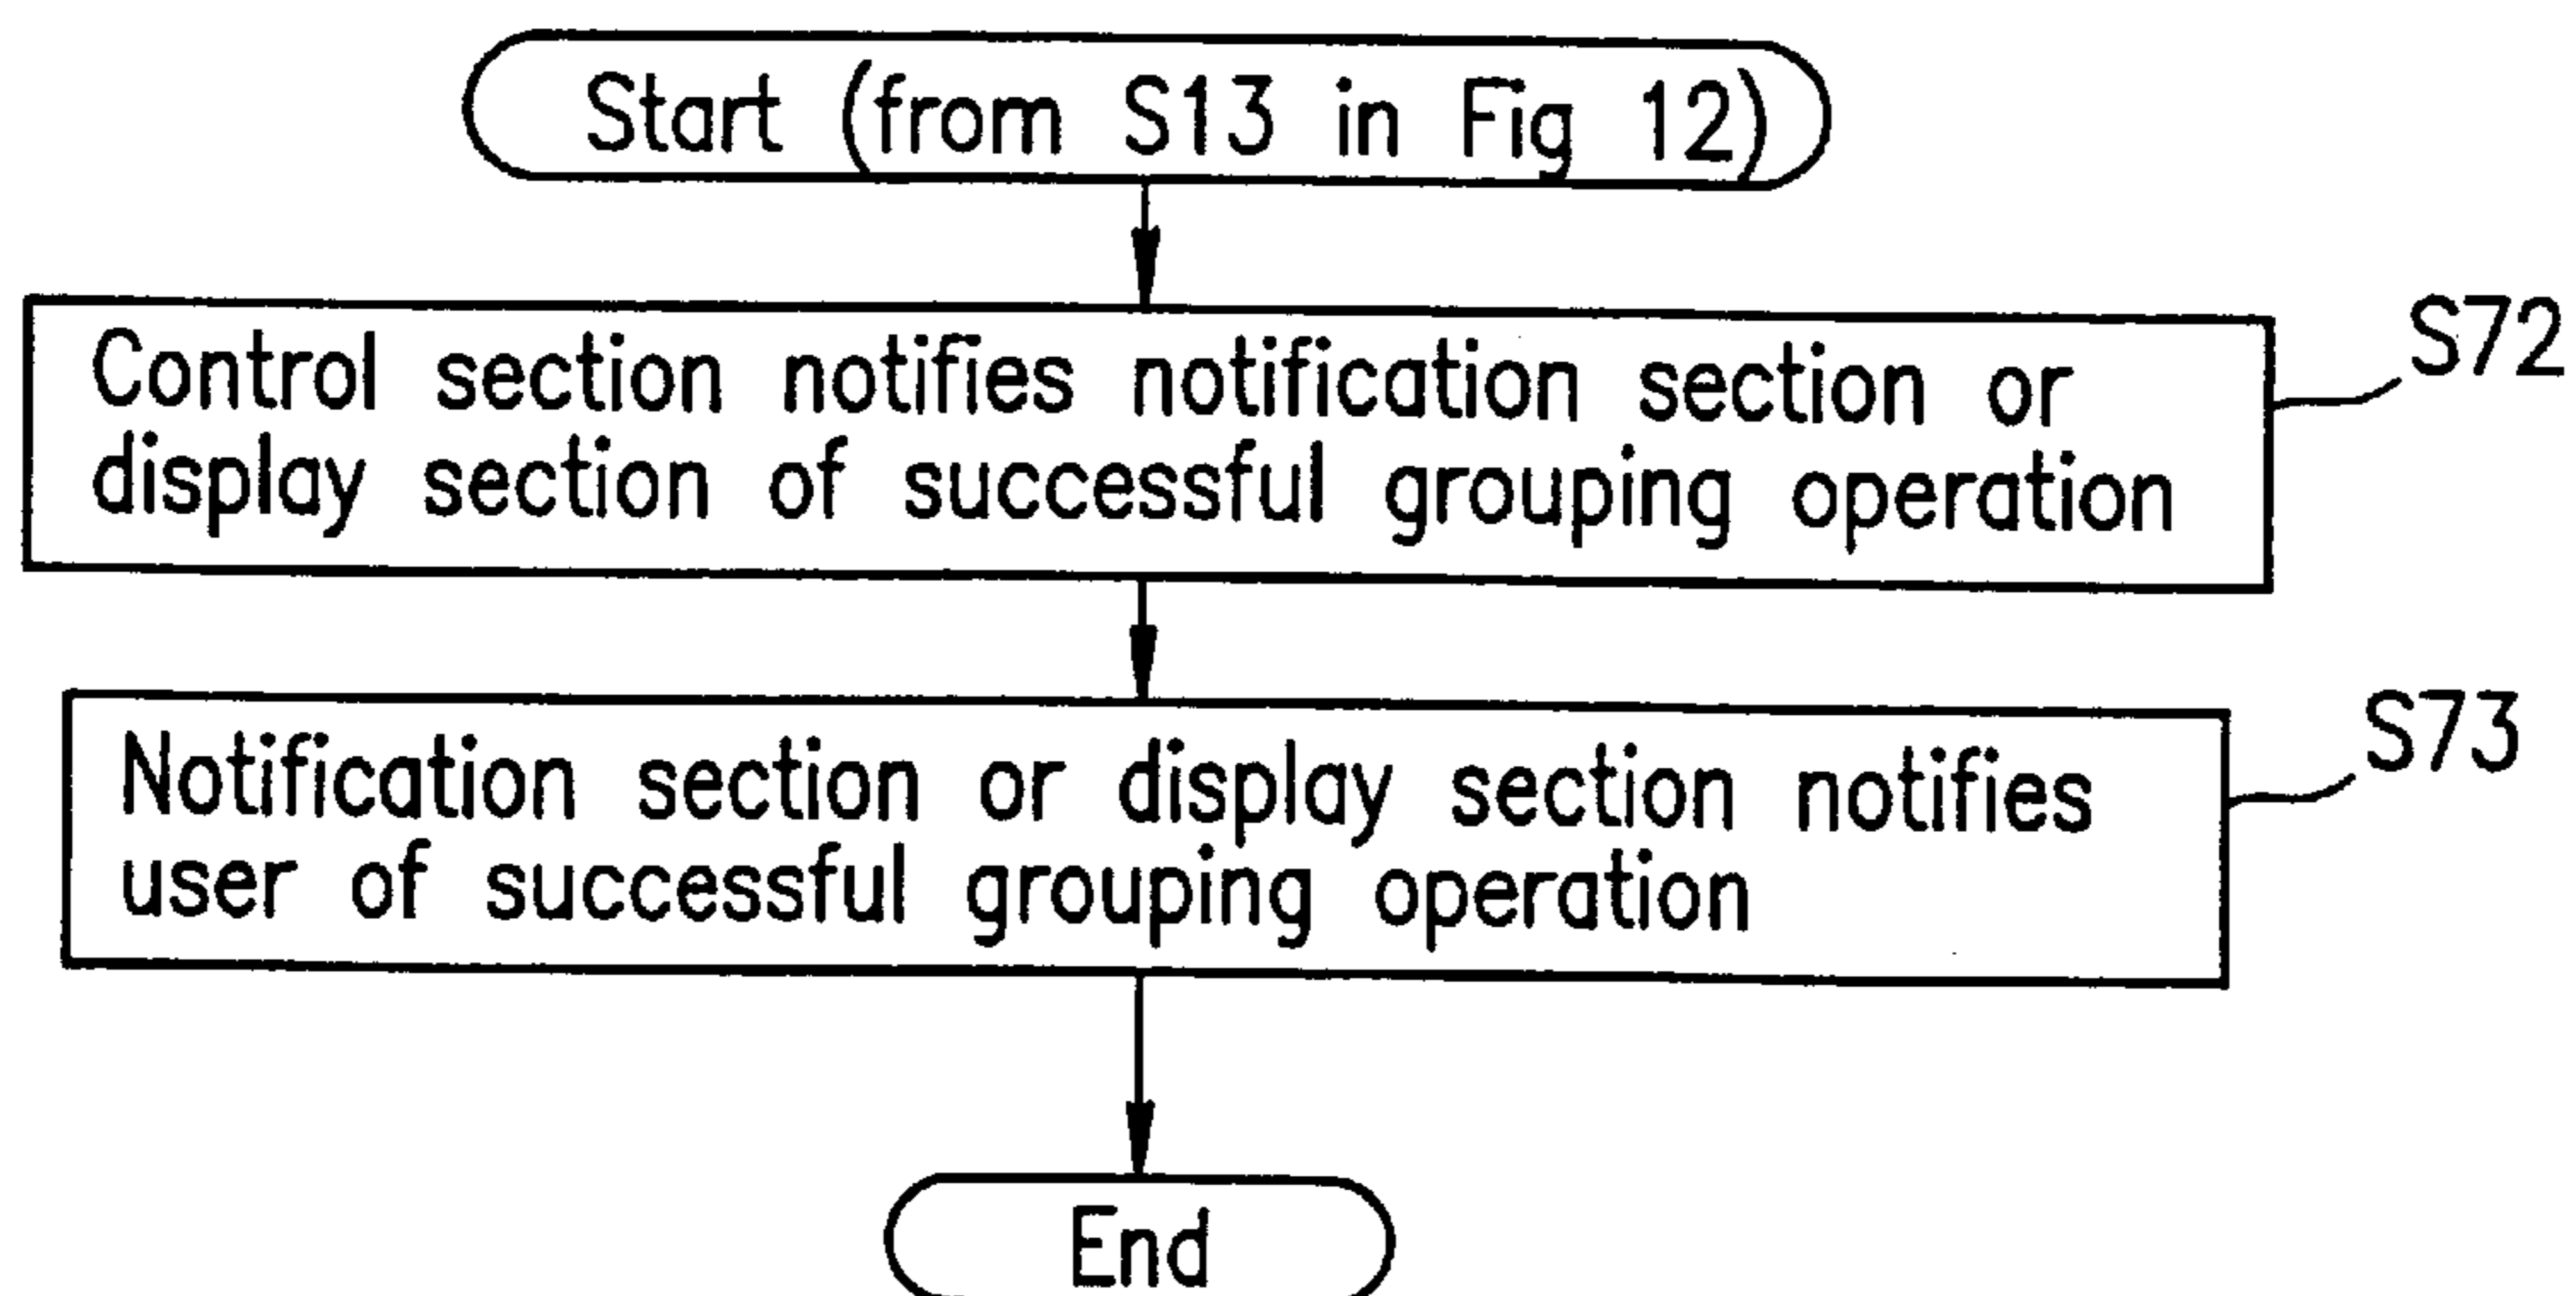 Start (from S13 in Fig 12)
Control section notifies notification section or
display section of successful grouping operation
S72
Notification section or display section notifies
user of successful grouping operation
S73
End